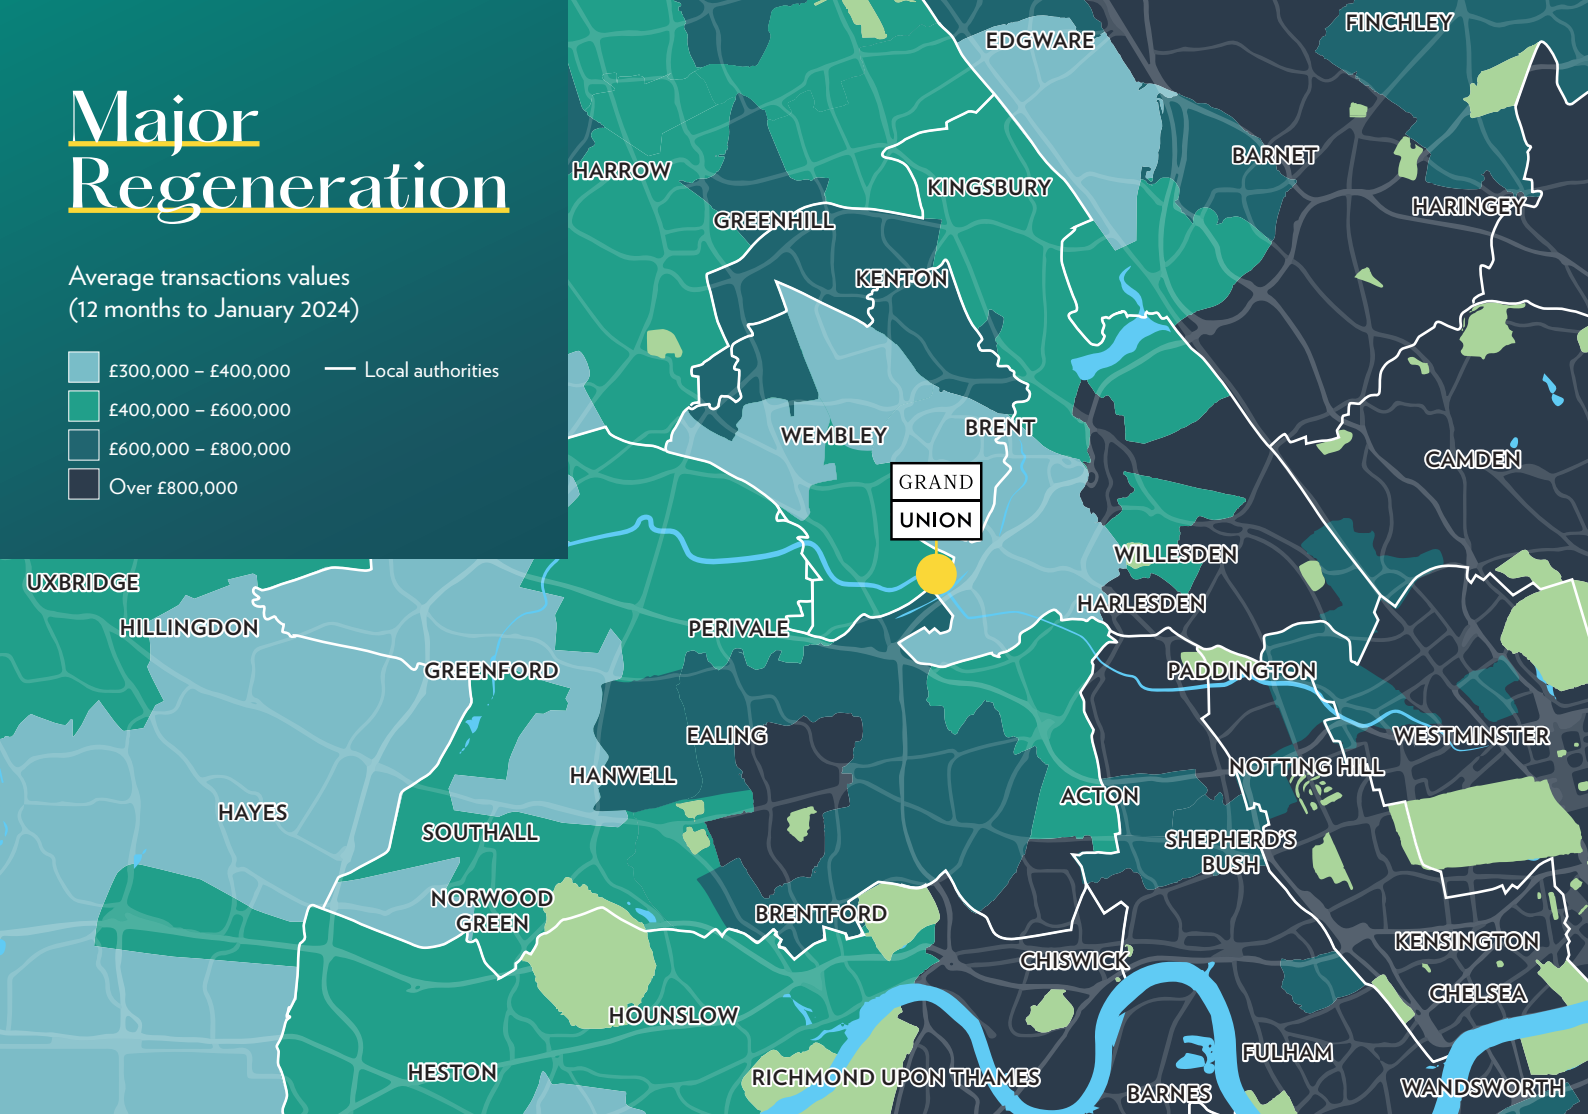 Major
Regeneration
Average transactions values
(12 months to January 2024)
£300,000 – £400,000
Local authorities
£400,000 – £600,000
£600,000 – £800,000
Over £800,000
EDGWARE
FINCHLEY
HARROW
BARNET
KINGSBURY
HARINGEY
GREENHILL
KENTON
WEMBLEY
BRENT
CAMDEN
GRAND
UNION
WILLESDEN
UXBRIDGE
HARLESDEN
HILLINGDON
PERIVALE
GREENFORD
PADDINGTON
EALING
WESTMINSTER
HANWELL
NOTTING HILL
ACTON
HAYES
SOUTHALL
SHEPHERD'S
BUSH
NORWOOD
GREEN
BRENTFORD
KENSINGTON
CHISWICK
CHELSEA
HOUNSLOW
FULHAM
HESTON
RICHMOND UPON THAMES
BARNES
WANDSWORTH